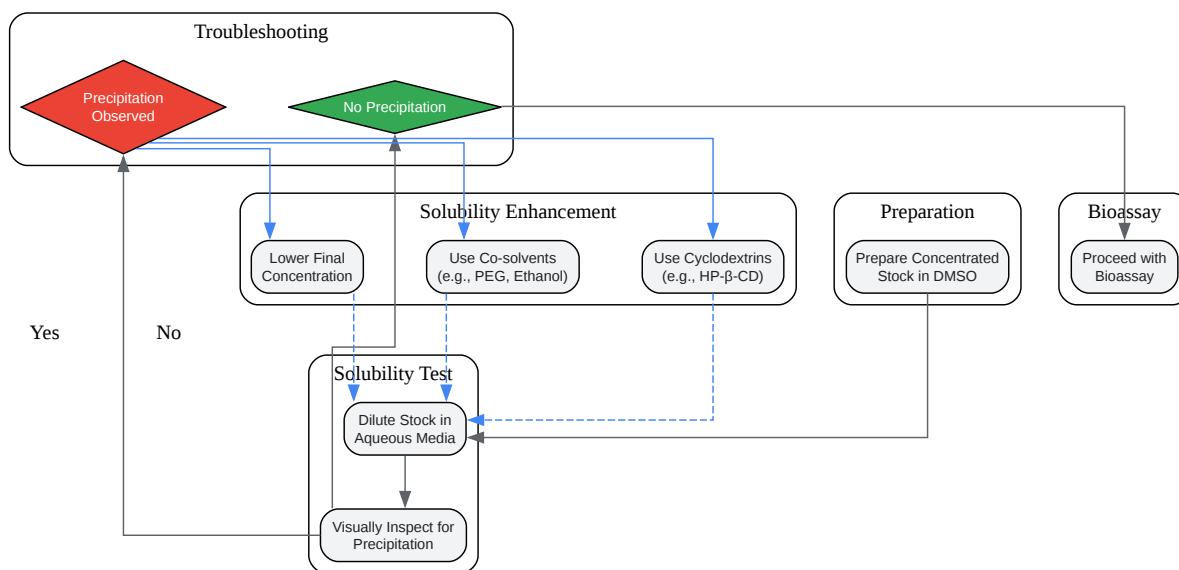 Troubleshooting
Precipitation
Observed
No Precipitation
Solubility Enhancement
Preparation
Bioassay
Lower Final
Concentration
Use Co-solvents
(e.g., PEG, Ethanol)
Use Cyclodextrins
(e.g., HP-β-CD)
Prepare Concentrated
Stock in DMSO
Proceed with
Bioassay
Yes
No
Solubility Test
Dilute Stock in
Aqueous Media
Visually Inspect for
Precipitation